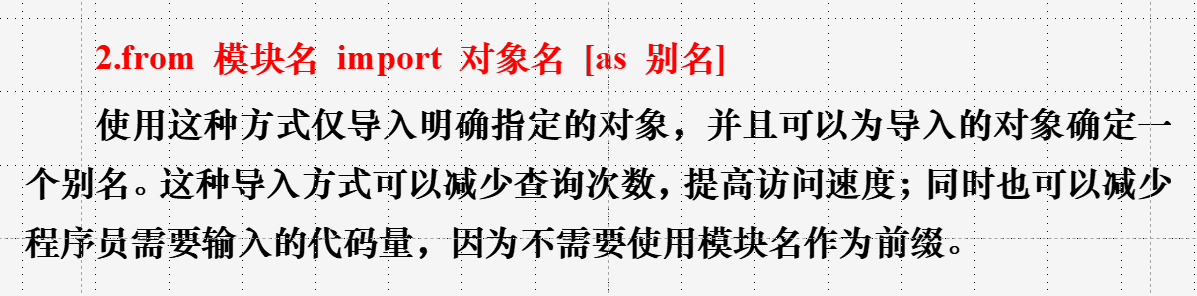 2.from 模块名 import 对象名 [as 别名]
使用这种方式仅导入明确指定的对象，并且可以为导入的对象确定一
个别名。这种导入方式可以减少查询次数，提高访问速度；同时也可以减少
程序员需要输入的代码量，因为不需要使用模块名作为前缀。